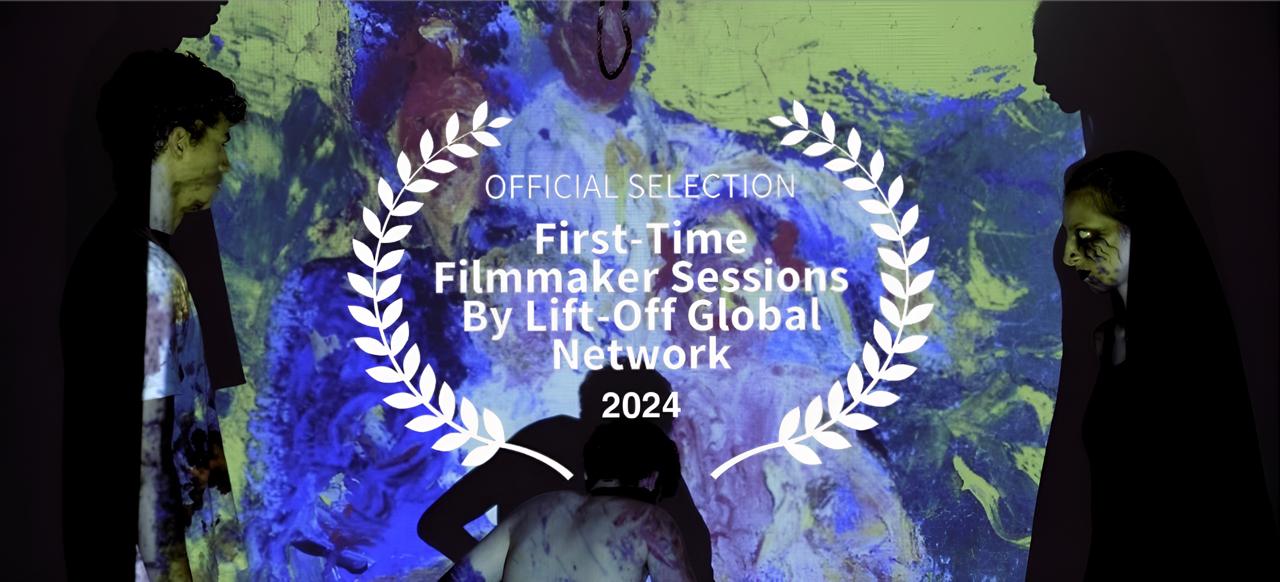 OFFICIAL SELECTION
First-Time
Filmmaker Sessions
By Lift-Off Global
Network
2024